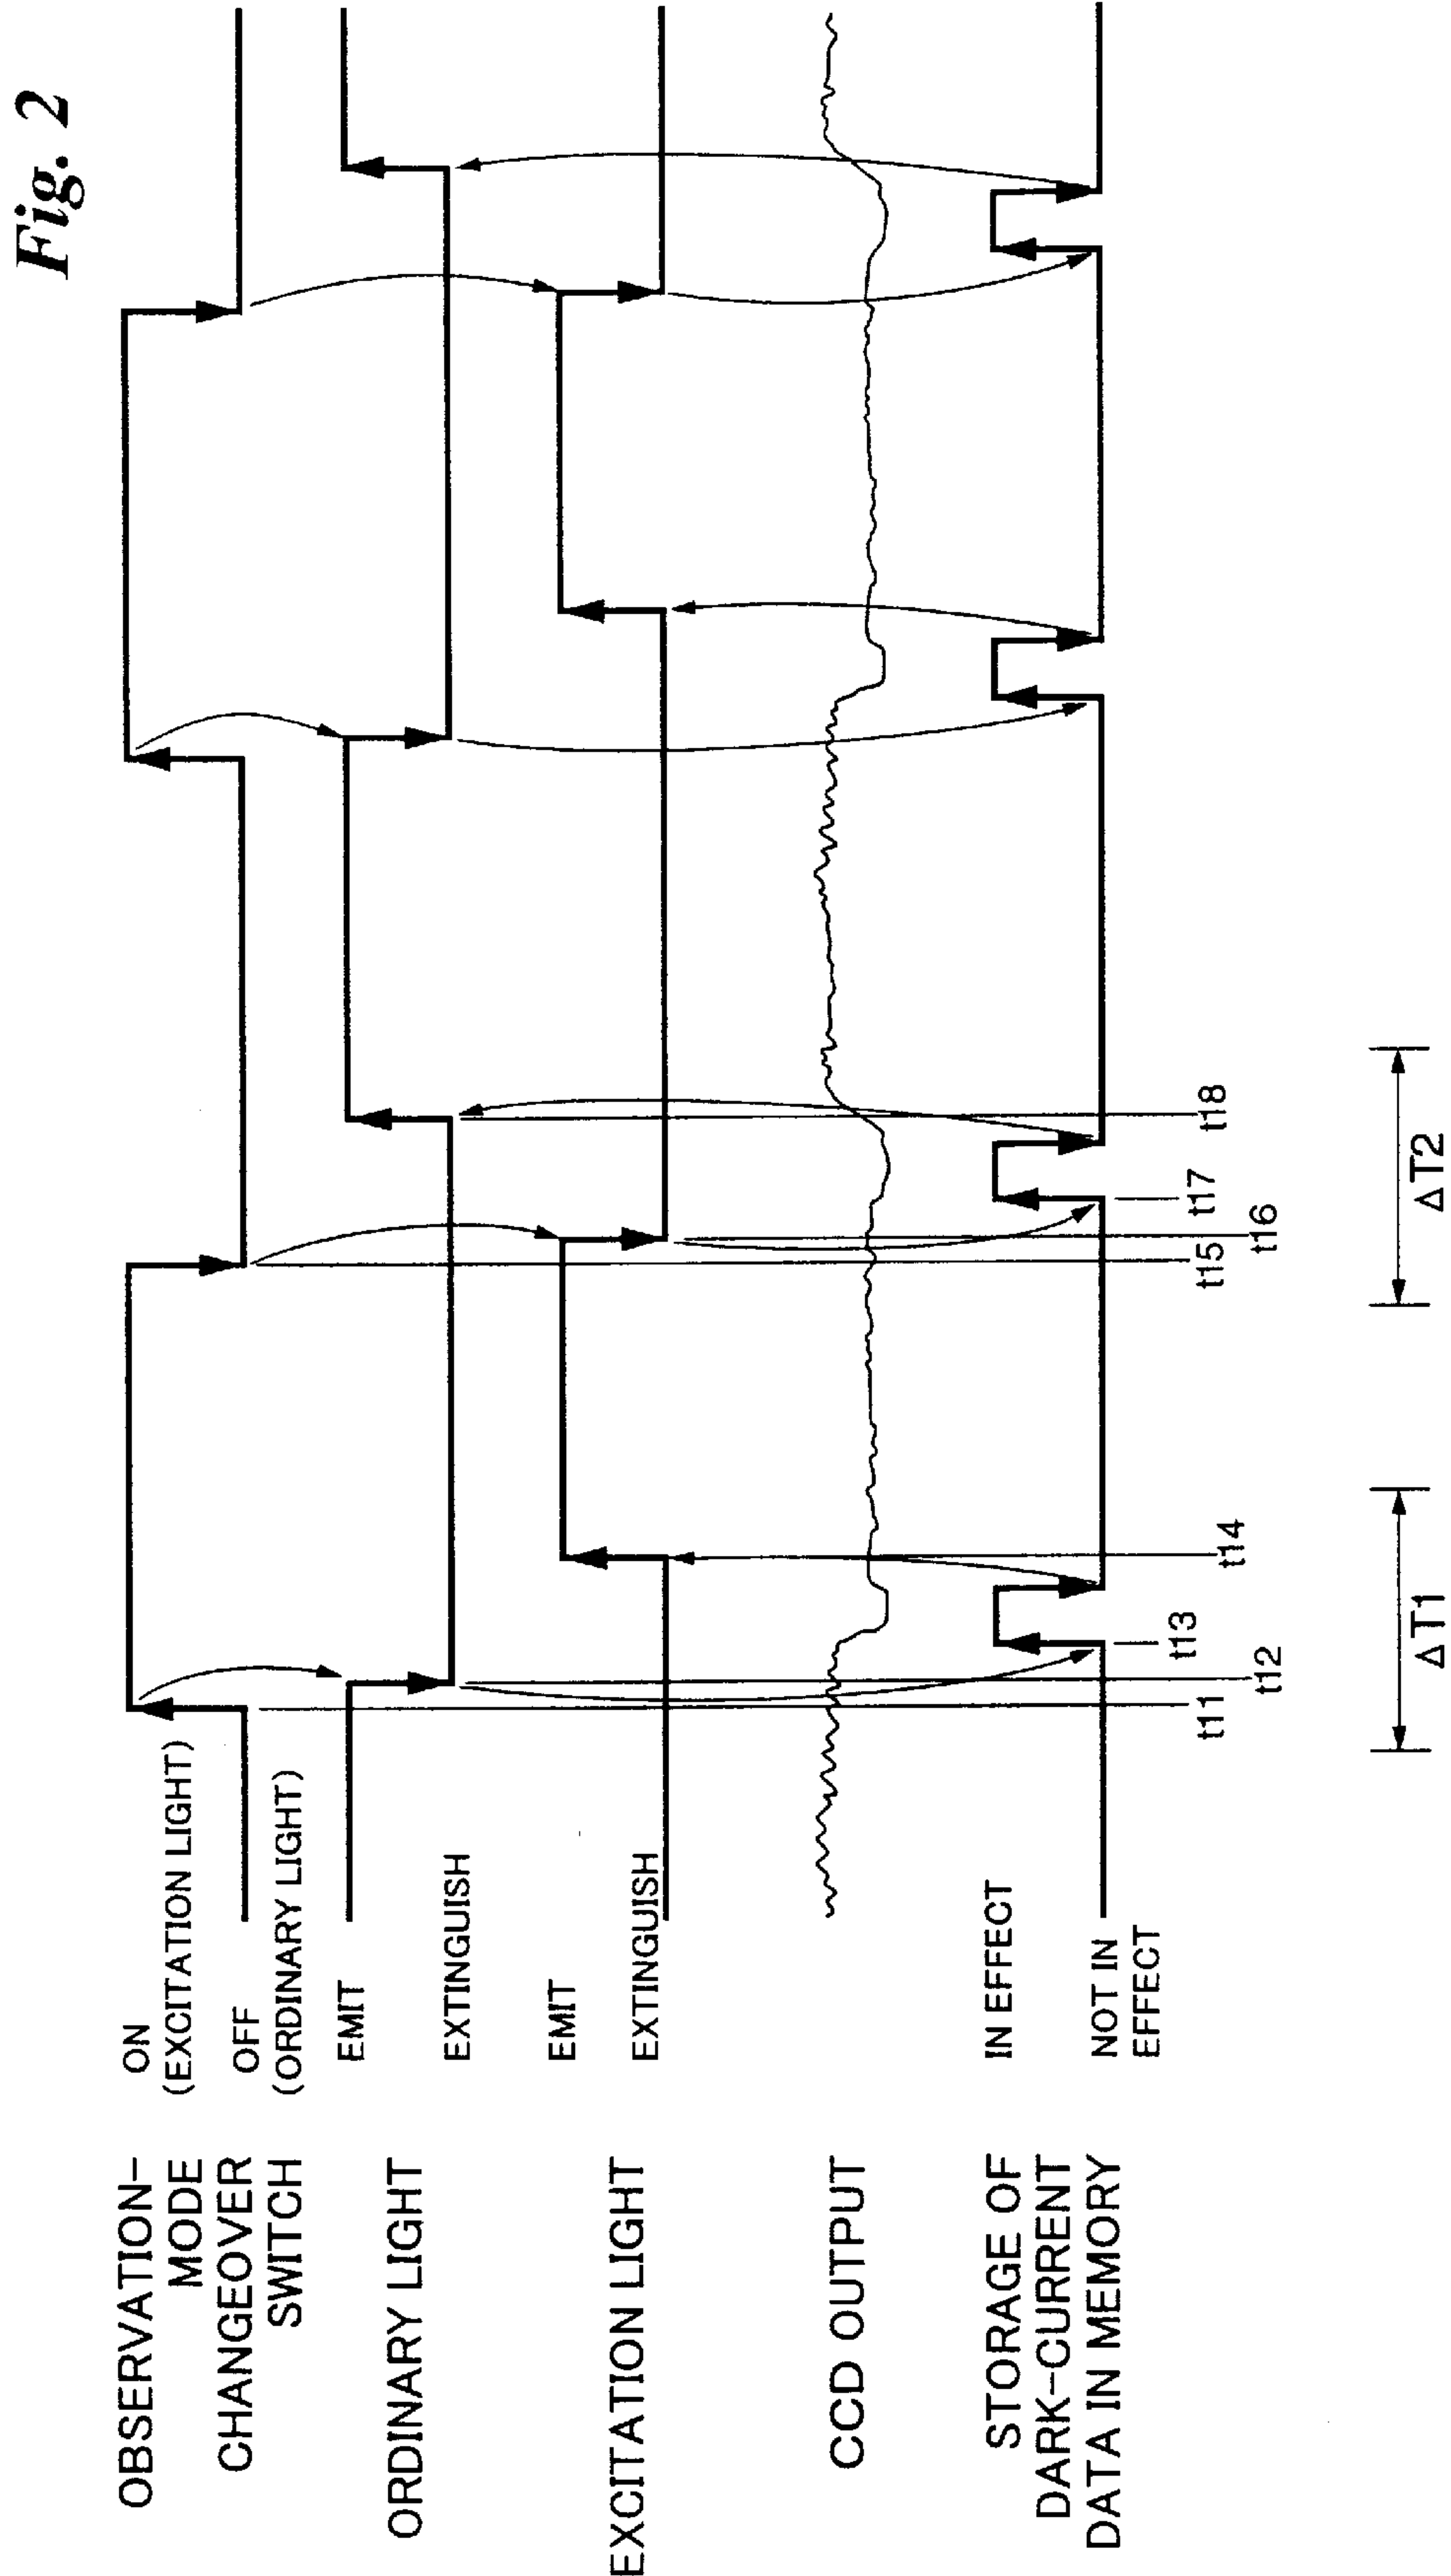 Fig. 2
OBSERVATION-
MODE
CHANGEOVER
SWITCH
ON
(EXCITATION LIGHT)
OFF
(ORDINARY LIGHT)
ORDINARY LIGHT
EMIT
EXTINGUISH
EXCITATION LIGHT
EMIT
EXTINGUISH
CCD OUTPUT
STORAGE OF
DARK-CURRENT
DATA IN MEMORY
IN EFFECT
NOT IN
EFFECT
t11
t12
t13
t14
t15
t16
t17
t18
ΔT1
ΔT2